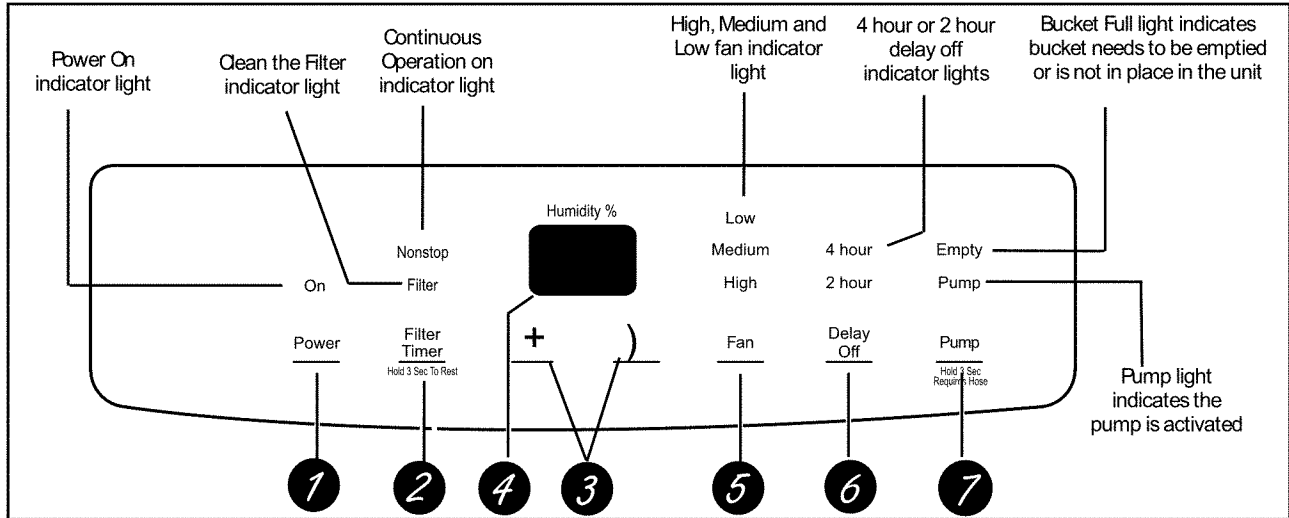 Power On
indicator light
Clean the Filter
indicator light
Continuous
Operation on
indicator light
High, Medium and
Low fan indicator
light
4 hour or 2 hour
delay off
indicator lights
Bucket Full light indicates
bucket needs to be emptied
or is not in place in the unit
Humidity %
Low
Nonstop
Medium
4 hour
Empty
On
Filter
High
2 hour
Pump
Power
Filter
Timer
Hold 3 Sec To Rest
+
)
Fan
Delay
Off
Pump
Hold 3 Sec
Requires Hose
Pump light
indicates the
pump is activated
1
2
4
3
5
6
7